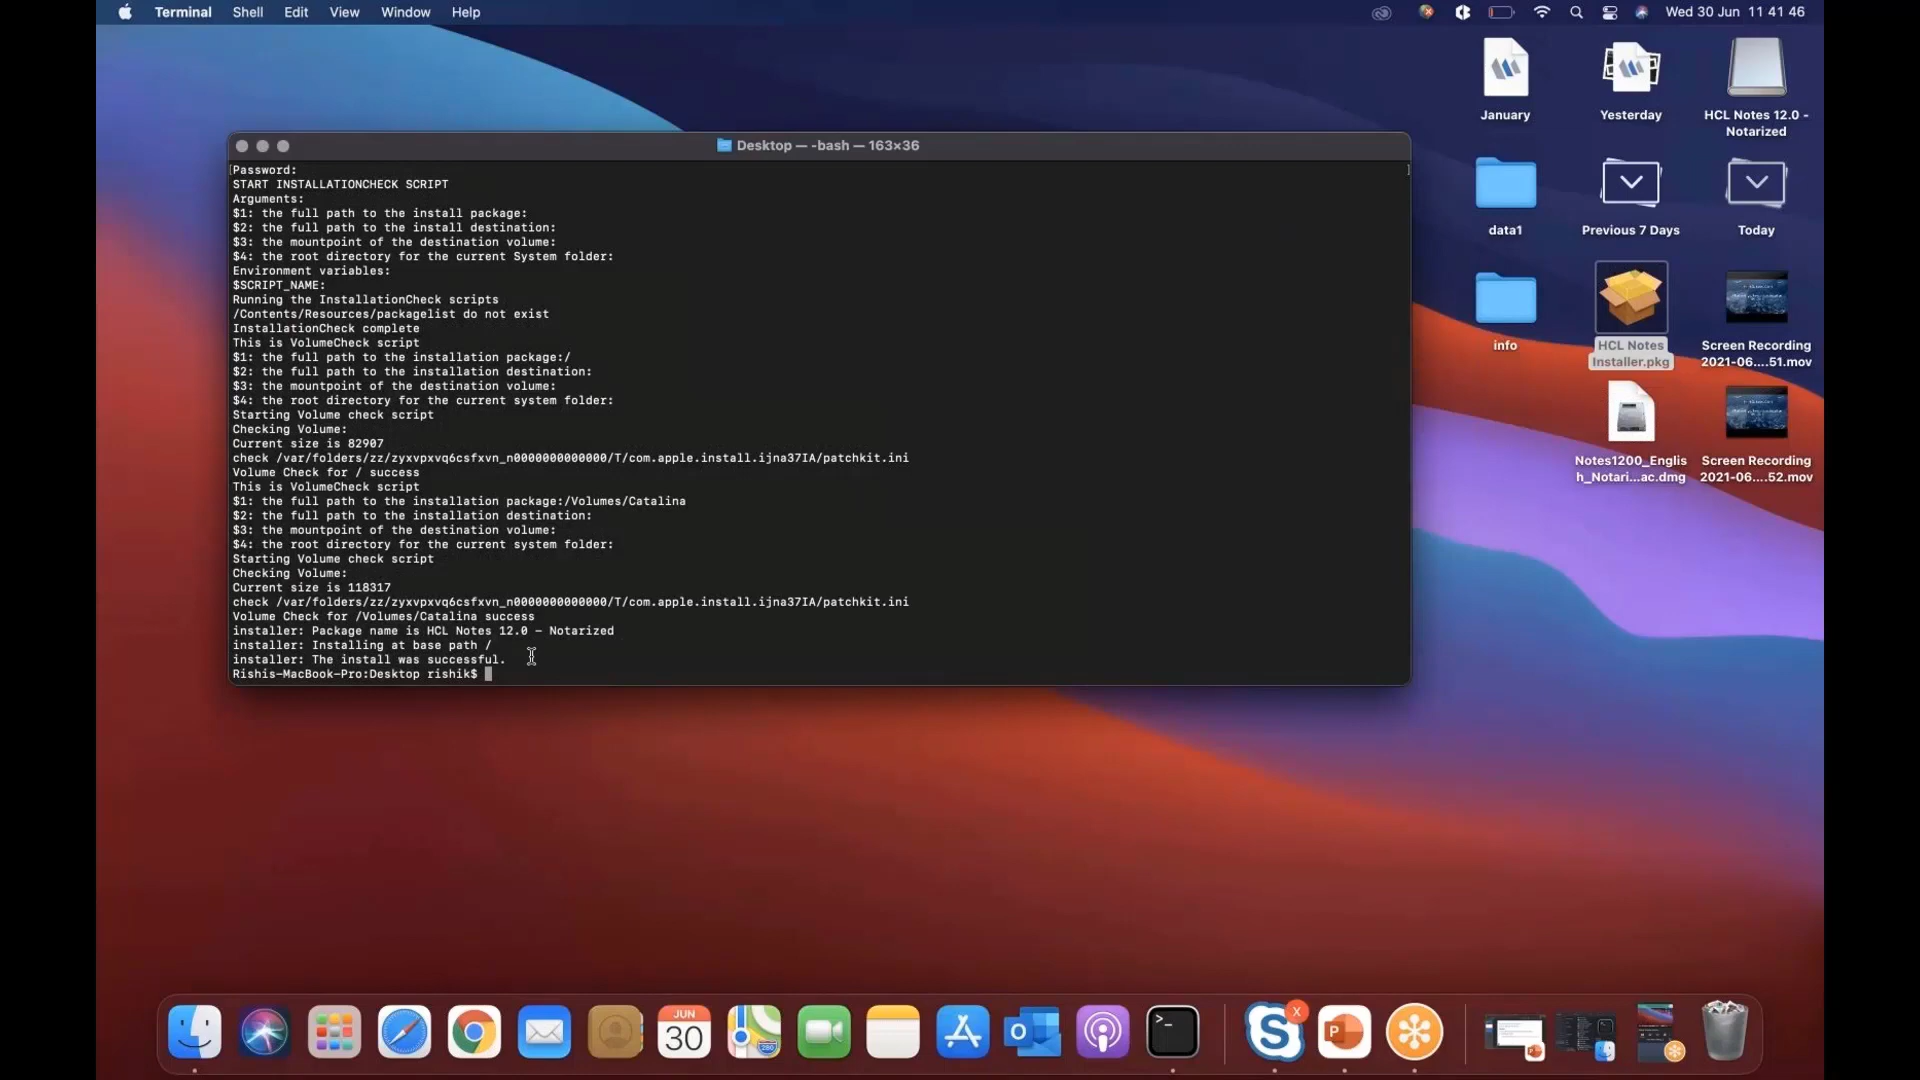 Terminal Shell Edit View Window Help
Wed 30 Jun 11 41 46
Desktop — -bash — 163×36
Password:
START INSTALLATIONCHECK SCRIPT
Arguments:
$1: the full path to the install package:
$2: the full path to the install destination:
$3: the mountpoint of the destination volume:
$4: the root directory for the current System folder:
Environment variables:
$SCRIPT_NAME:
Running the InstallationCheck scripts
/Contents/Resources/packagelist do not exist
InstallationCheck complete
This is VolumeCheck script
$1: the full path to the installation package:/
$2: the full path to the installation destination:
$3: the mountpoint of the destination volume:
$4: the root directory for the current system folder:
Starting Volume check script
Checking Volume:
Current size is 82907
check /var/folders/zz/zyxvpxvq6csfxvn_n0000000000000/T/com.apple.install.ijna37IA/patchkit.ini
Volume Check for / success
This is VolumeCheck script
$1: the full path to the installation package:/Volumes/Catalina
$2: the full path to the installation destination:
$3: the mountpoint of the destination volume:
$4: the root directory for the current system folder:
Starting Volume check script
Checking Volume:
Current size is 118317
check /var/folders/zz/zyxvpxvq6csfxvn_n0000000000000/T/com.apple.install.ijna37IA/patchkit.ini
Volume Check for /Volumes/Catalina success
installer: Package name is HCL Notes 12.0 - Notarized
installer: Installing at base path /
installer: The install was successful.
Rishis-MacBook-Pro:Desktop rishik$
January
Yesterday
HCL Notes 12.0 -
Notarized
data1
Previous 7 Days
Today
info
HCL Notes
Installer.pkg
Screen Recording
2021-06....51.mov
Notes1200_Englis
h_Notari...ac.dmg
Screen Recording
2021-06....52.mov
JUN
30
280